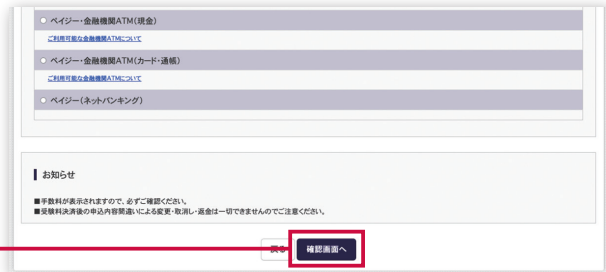 ペイジー・金融機関ATM(現金)
ご利用可能な金融機関ATMについて
ペイジー・金融機関ATM(カード・通帳)
ご利用可能な金融機関ATMについて
ペイジー(ネットバンキング)
お知らせ
■手数料が表示されますので、必ずご確認ください。
■受験料決済後の申込内容間違いによる変更・取消し・返金は一切できませんのでご注意ください。
戻る 確認画面へ